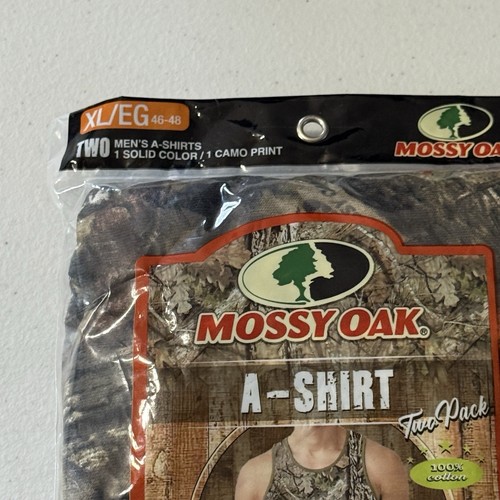 XL/EG 46-48
TWO MEN'S A-SHIRTS
1 SOLID COLOR / 1 CAMO PRINT
MOSSY OA
MOSSY OAK®
A-SHIRT
Two Pack
100%
cotton